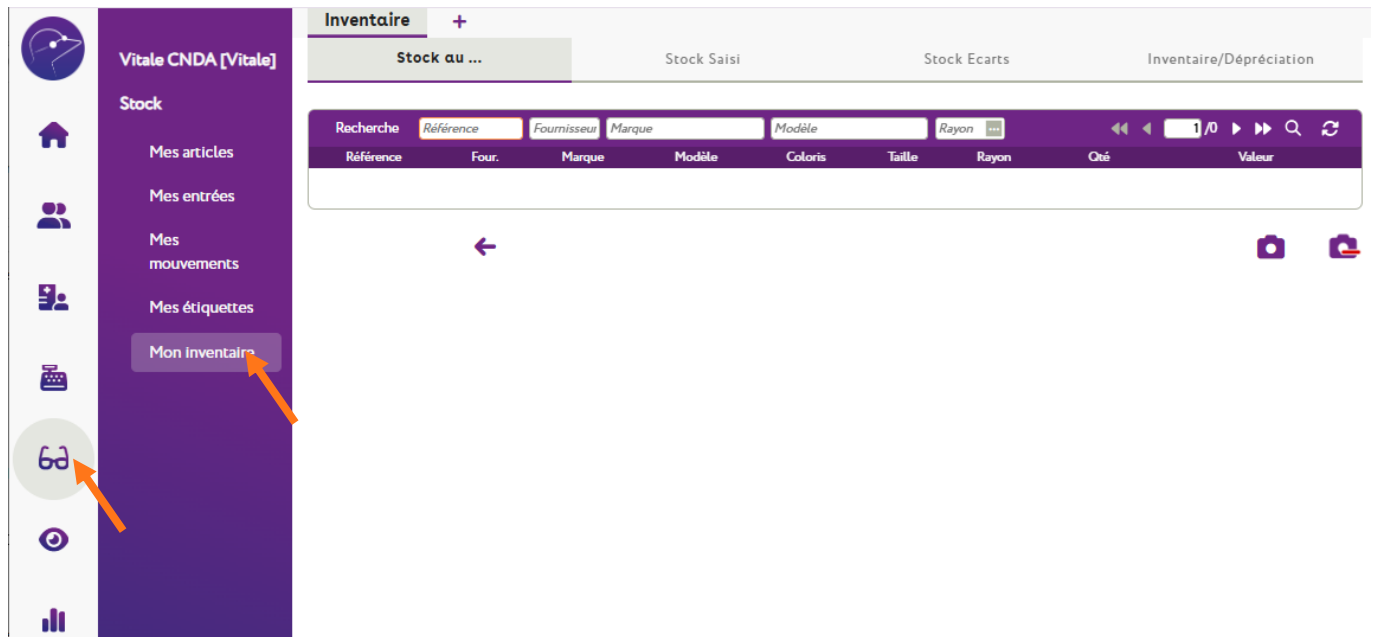 Inventaire +
Vitale CNDA [Vitale]
Stock
Mes articles
Mes entrées
Mes
mouvements
Mes étiquettes
Mon inventaire
Stock au ... Stock Saisi Stock Ecarts Inventaire/Dépréciation
Recherche Référence Fournisseur Marque Modèle Rayon ... 1 /0
Référence Four. Marque Modèle Coloris Taille Rayon Qté Valeur